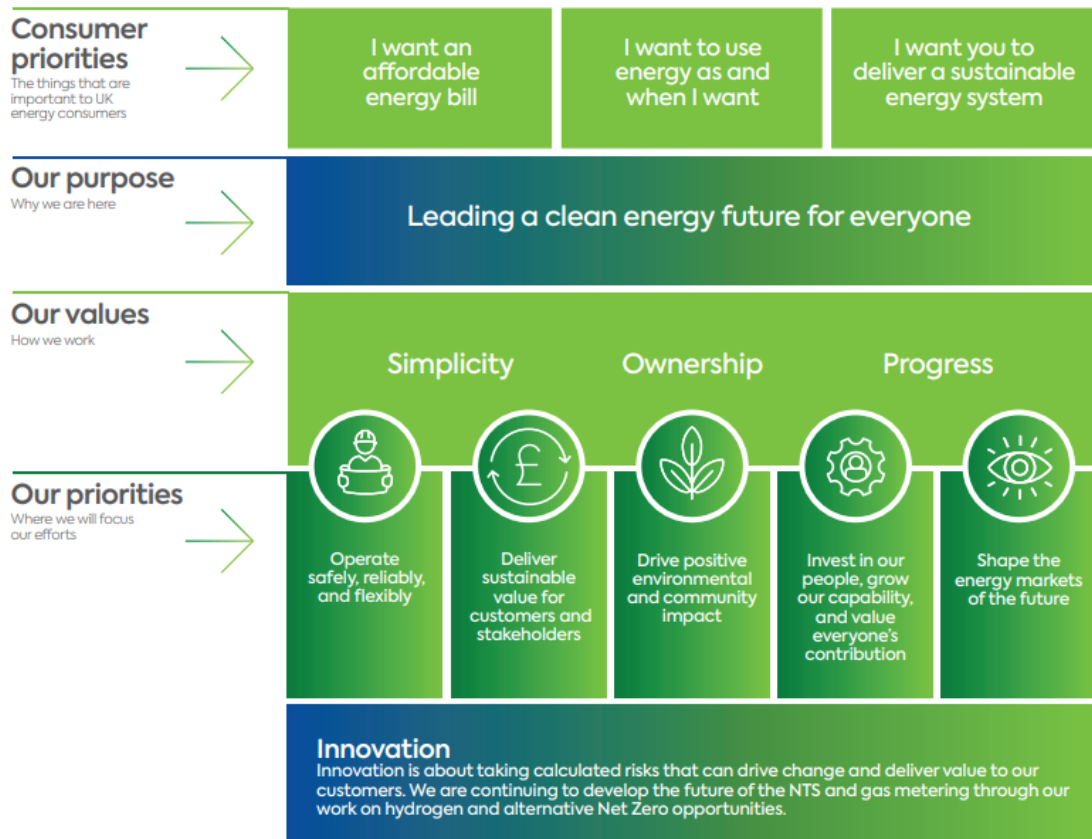 Consumer
priorities
The things that are
important to UK
energy consumers
I want an
affordable
energy bill
I want to use
energy as and
when I want
I want you to
deliver a sustainable
energy system
Our purpose
Why we are here
Leading a clean energy future for everyone
Our values
How we work
Simplicity
Ownership
Progress
Our priorities
Where we will focus
our efforts
£
Operate
safely, reliably,
and flexibly
Deliver
sustainable
value for
customers and
stakeholders
Drive positive
environmental
and community
impact
Invest in our
people, grow
our capability,
and value
everyone's
contribution
Shape the
energy markets
of the future
Innovation
Innovation is about taking calculated risks that can drive change and deliver value to our
customers. We are continuing to develop the future of the NTS and gas metering through our
work on hydrogen and alternative Net Zero opportunities.